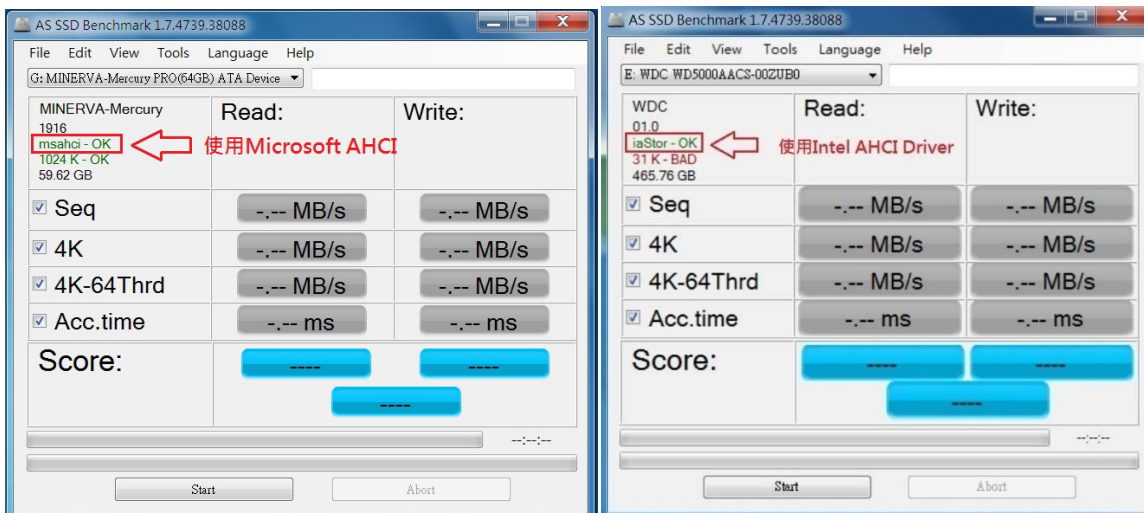 AS SSD Benchmark 1.7.4739.38088
File Edit View Tools Language Help
G: MINERVA-Mercury PRO(64GB) ATA Device
MINERVA-Mercury
1916
msahci - OK
1024 K - OK
59.62 GB
使用Microsoft AHCI
Read:
Write:
Seq
-.-- MB/s
-.-- MB/s
4K
-.-- MB/s
-.-- MB/s
4K-64Thrd
-.-- MB/s
-.-- MB/s
Acc.time
-.-- ms
-.-- ms
Score:
----
----
----
--:--:--
Start
Abort
AS SSD Benchmark 1.7.4739.38088
File Edit View Tools Language Help
E: WDC WD5000AACS-00ZUB0
WDC
01.0
iaStor - OK
31 K - BAD
465.76 GB
使用Intel AHCI Driver
Read:
Write:
Seq
-.-- MB/s
-.-- MB/s
4K
-.-- MB/s
-.-- MB/s
4K-64Thrd
-.-- MB/s
-.-- MB/s
Acc.time
-.-- ms
-.-- ms
Score:
----
----
----
--:--:--
Start
Abort